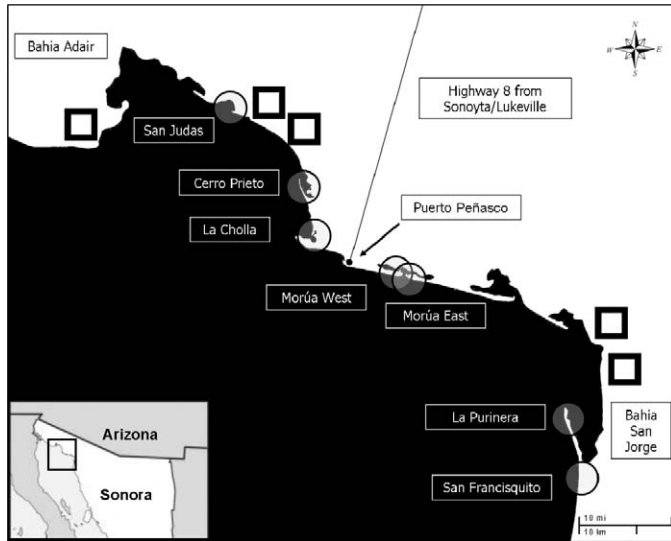 Bahia Adair
N
W
E
S
Highway 8 from
Sonoyta/Lukeville
San Judas
Cerro Prieto
Puerto Peñasco
La Cholla
Morúa West
Morúa East
La Purinera
Bahia
San
Jorge
San Francisquito
Arizona
Sonora
10 mi
10 km